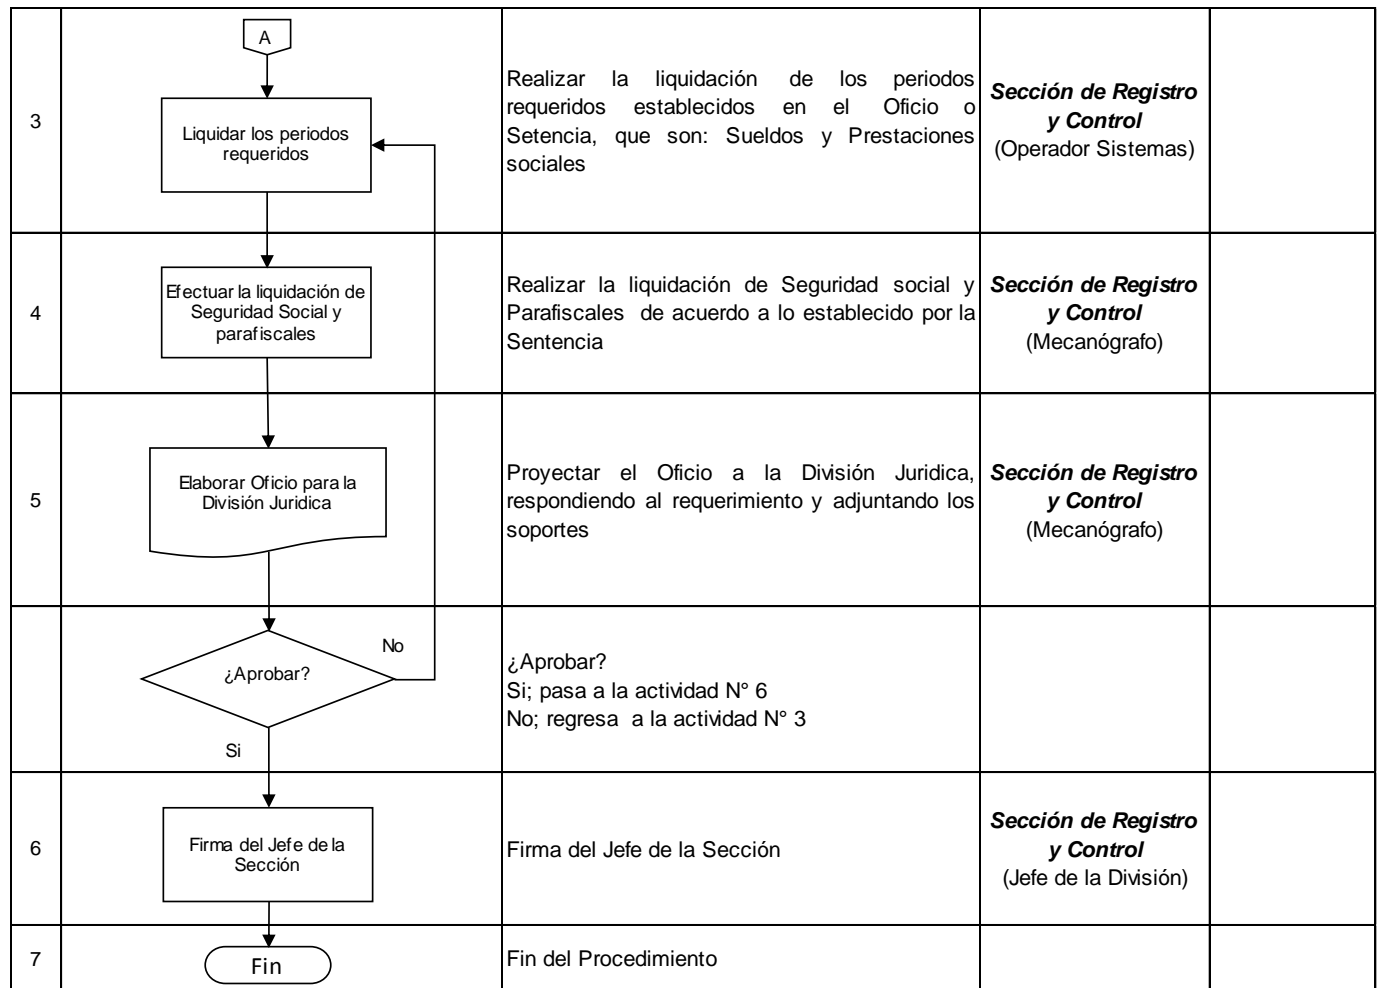 A
3
Liquidar los periodos
requeridos
Realizar la liquidación de los periodos
requeridos establecidos en el Oficio o
Setencia, que son: Sueldos y Prestaciones
sociales
Sección de Registro
y Control
(Operador Sistemas)
4
Efectuar la liquidación de
Seguridad Social y
parafiscales
Realizar la liquidación de Seguridad social y
Parafiscales de acuerdo a lo establecido por la
Sentencia
Sección de Registro
y Control
(Mecanógrafo)
5
Elaborar Oficio para la
División Juridica
Proyectar el Oficio a la División Juridica,
respondiendo al requerimiento y adjuntando los
soportes
Sección de Registro
y Control
(Mecanógrafo)
¿Aprobar?
No
Si
¿Aprobar?
Si; pasa a la actividad N° 6
No; regresa a la actividad N° 3
6
Firma del Jefe de la
Sección
Firma del Jefe de la Sección
Sección de Registro
y Control
(Jefe de la División)
7
Fin
Fin del Procedimiento